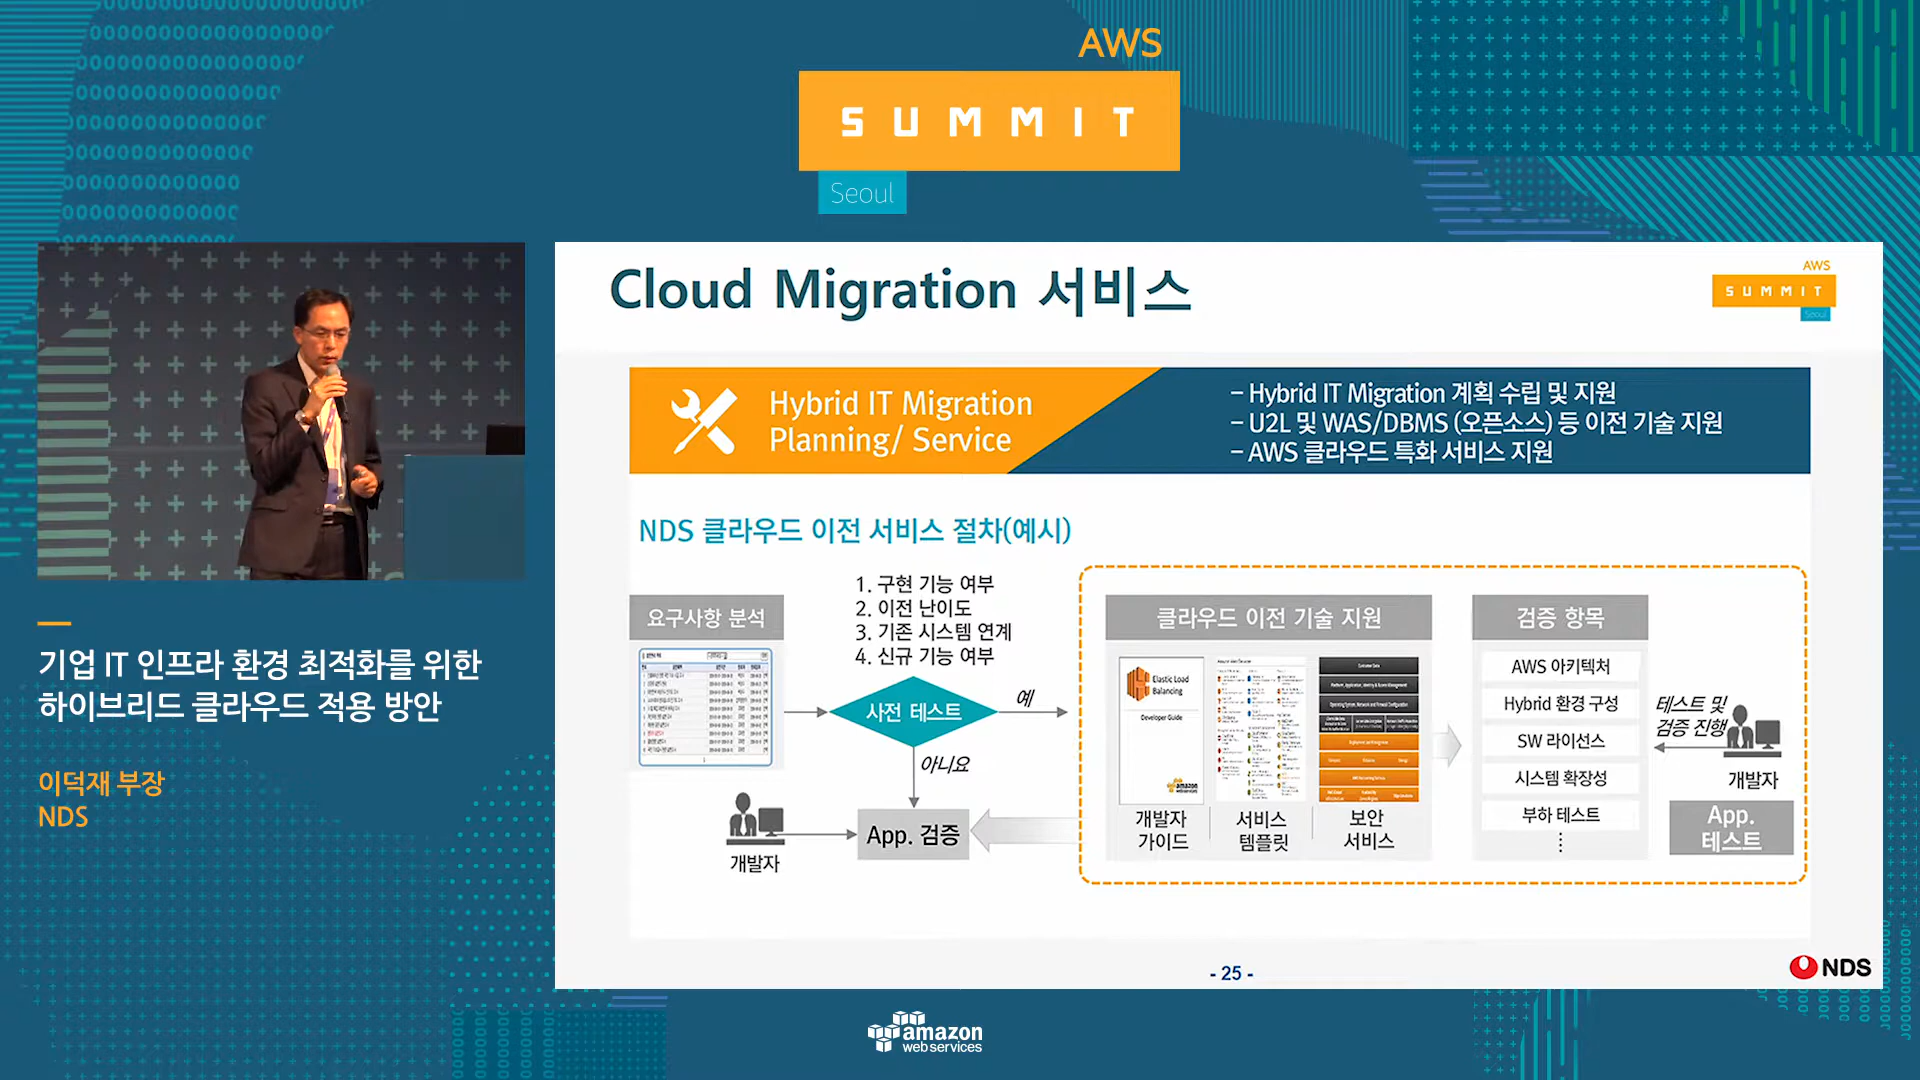 AWS
SUMMIT
Seoul
기업 IT 인프라 환경 최적화를 위한
하이브리드 클라우드 적용 방안
이덕재 부장
NDS
Cloud Migration 서비스
AWS
SUMMIT
Seoul
Hybrid IT Migration
Planning/ Service
– Hybrid IT Migration 계획 수립 및 지원
– U2L 및 WAS/DBMS (오픈소스) 등 이전 기술 지원
– AWS 클라우드 특화 서비스 지원
NDS 클라우드 이전 서비스 절차(예시)
요구사항 분석
1. 구현 기능 여부
2. 이전 난이도
3. 기존 시스템 연계
4. 신규 기능 여부
사전 테스트
예
아니요
개발자
App. 검증
클라우드 이전 기술 지원
Elastic Load
Balancing
Developer Guide
amazon
개발자
가이드
서비스
템플릿
보안
서비스
검증 항목
AWS 아키텍처
Hybrid 환경 구성
SW 라이선스
시스템 확장성
부하 테스트
⋮
테스트 및
검증 진행
개발자
App.
테스트
- 25 -
NDS
amazon
web services